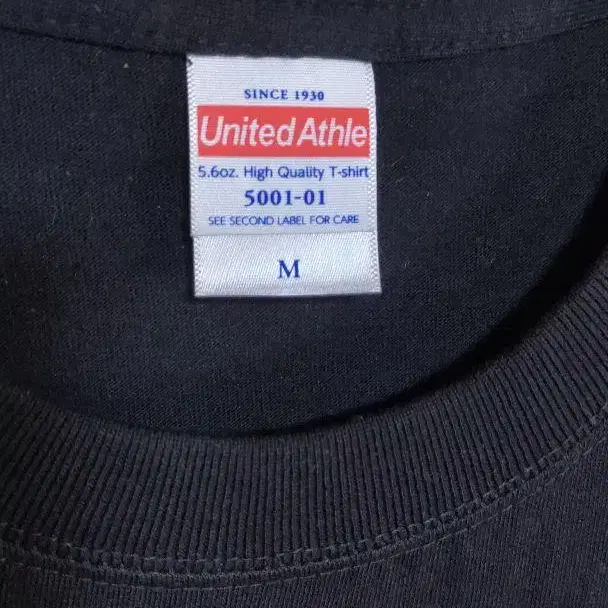 SINCE 1930
United Athle
5.6oz. High Quality T-shirt
5001-01
SEE SECOND LABEL FOR CARE
M